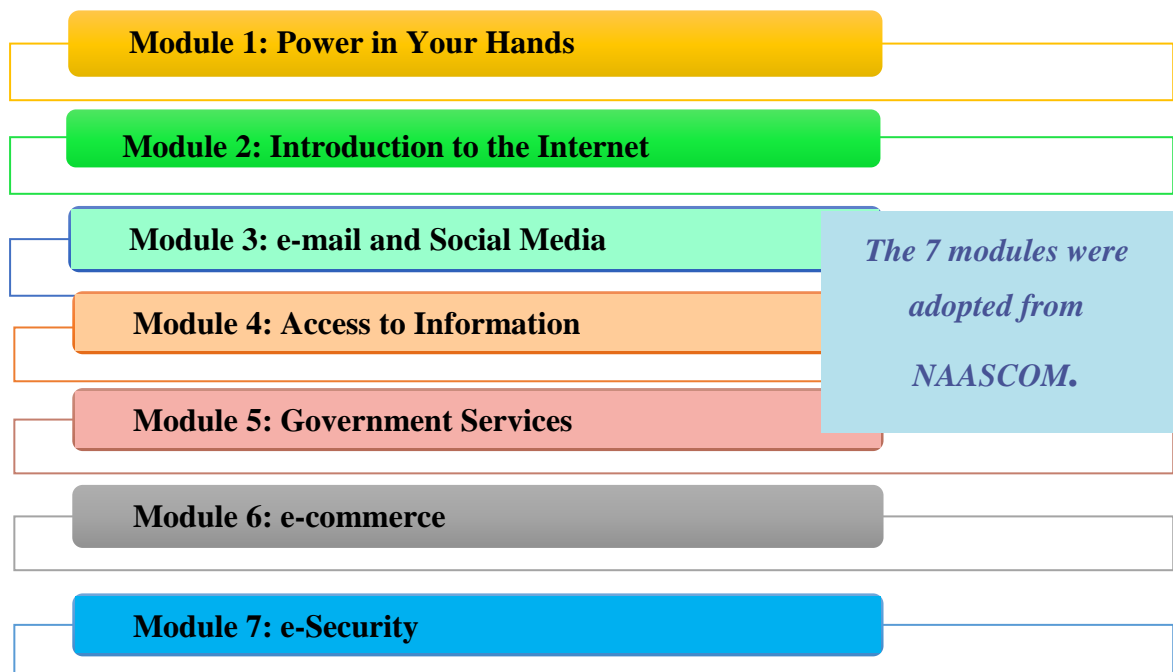 Module 1: Power in Your Hands
Module 2: Introduction to the Internet
Module 3: e-mail and Social Media
Module 4: Access to Information
Module 5: Government Services
Module 6: e-commerce
Module 7: e-Security
The 7 modules were
adopted from
NAASCOM.